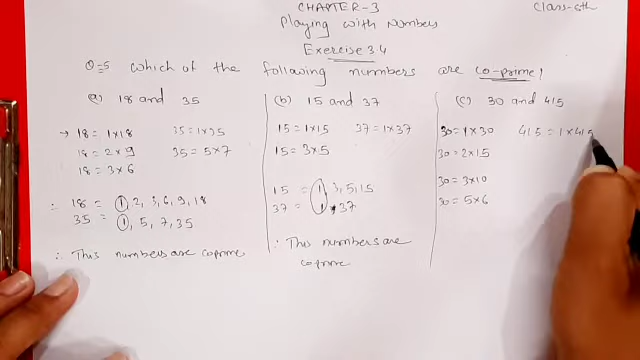 CHAPTER-3
Class-6th
Playing with Numbers
Exercise 3.4
Q=5 Which of the following numbers are co-prime!
(a) 18 and 35
18 = 1×18 35 = 1×35
18 = 2×9 35 = 5×7
18 = 3×6
∴ 18 = 1, 2, 3, 6, 9, 18
35 = 1, 5, 7, 35
∴ This numbers are coprime
(b) 15 and 37
15 = 1×15 37 = 1×37
15 = 3×5
15 = 1, 3, 5, 15
37 = 1, 37
∴ This numbers are
coprime
(c) 30 and 415
30 = 1×30 415 = 1×415
30 = 2×15
30 = 3×10
30 = 5×6